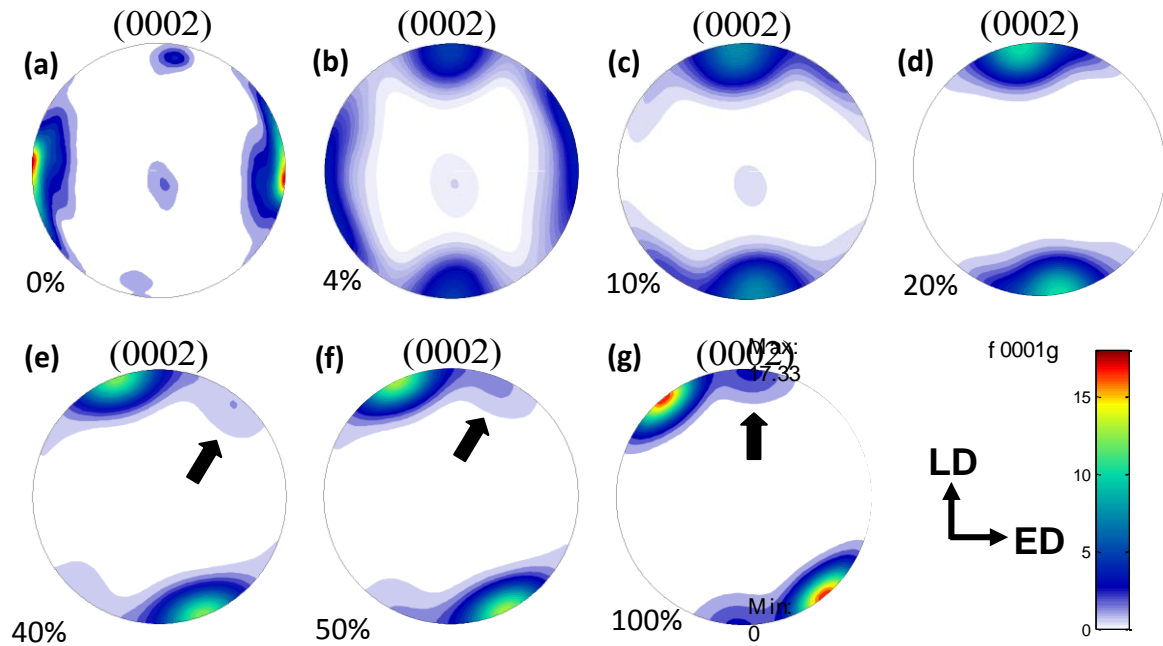 (0002)
(a)
0%
(0002)
(b)
4%
(0002)
(c)
10%
(0002)
(d)
20%
(0002)
(e)
40%
(0002)
(f)
50%
(0002)
(g)
Max:
17.33
Min:
0
100%
f 0001g
15
10
5
0
LD
ED